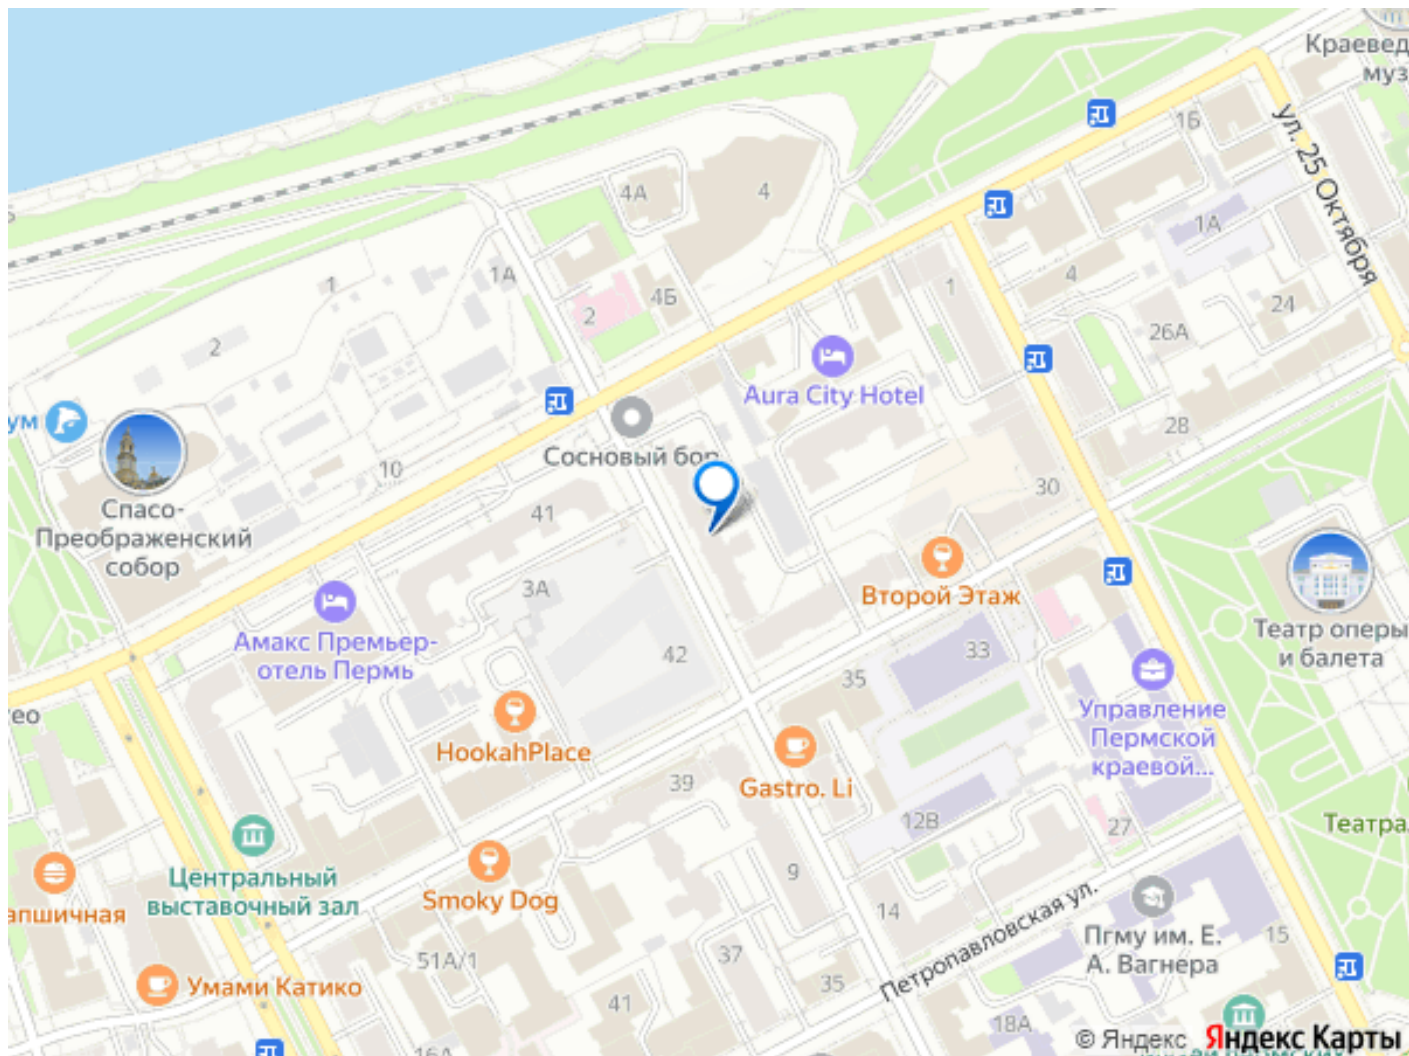 Краевед
муз
1Б
ул. 25 Октября
4А
4
1А
1А
1
4
24
4Б
2
1
26А
2
Aura City Hotel
ум
28
Сосновый бор
10
Спасо-
Преображенский
собор
41
30
3А
Второй Этаж
Амакс Премьер-
отель Пермь
Театр оперы
и балета
42
33
35
ео
Управление
Пермской
краевой...
HookahPlace
39
Gastro. Li
12В
27
Театра
Центральный
выставочный зал
9
апшичная
Smoky Dog
14
Петропавловская ул.
Пгму им. Е.
А. Вагнера
15
51А/1
37
Умами Катико
35
41
18А
16А
© Яндекс Яндекс Карты